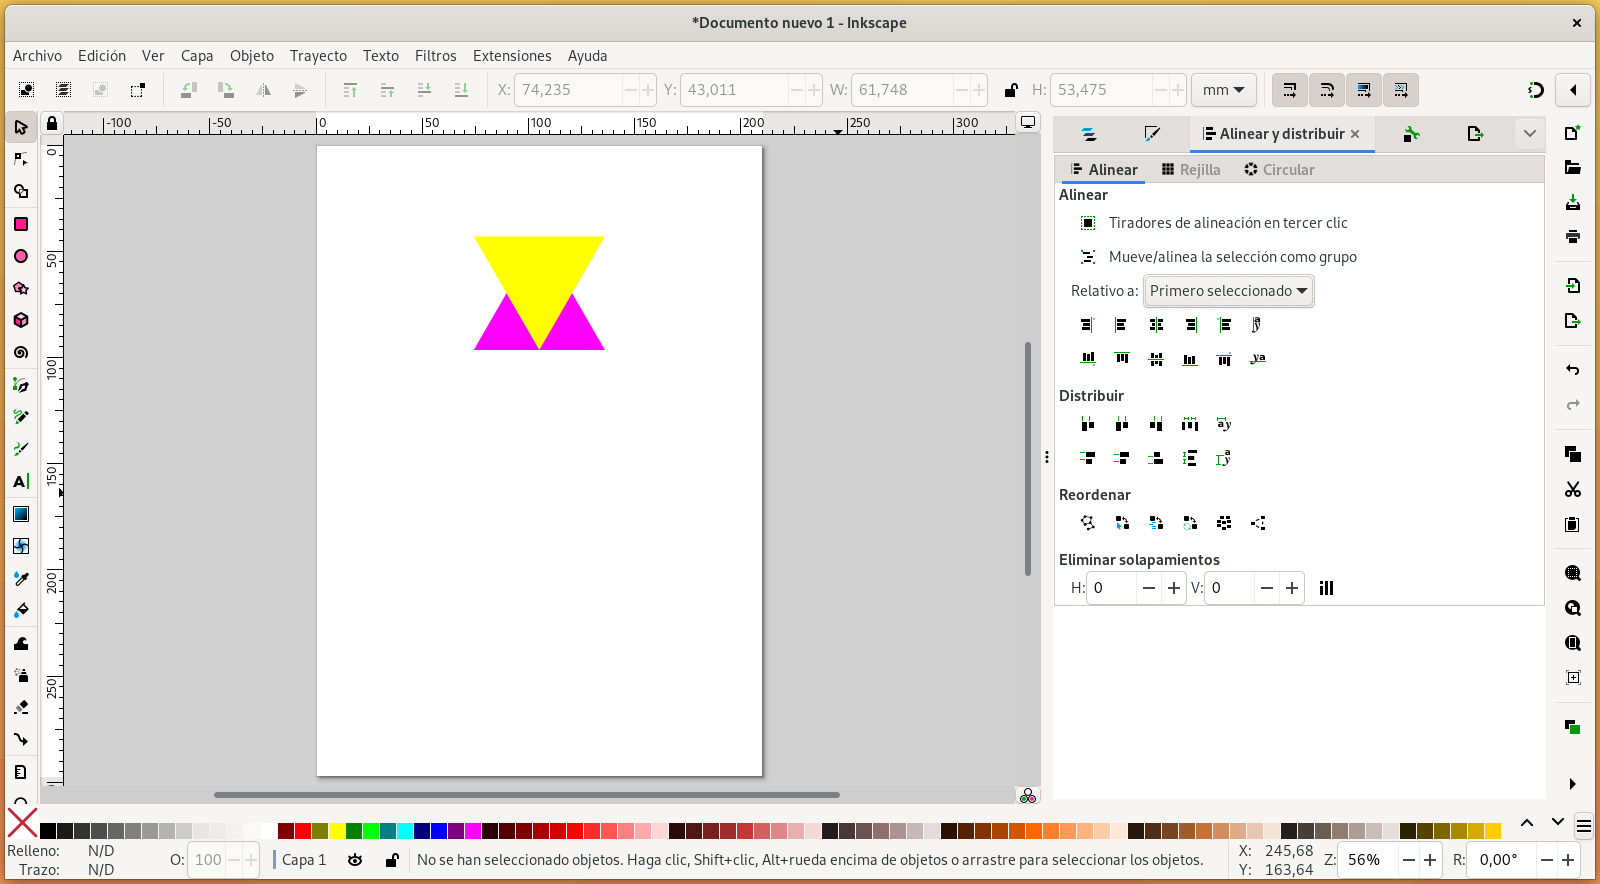 *Documento nuevo 1 - Inkscape
Archivo Edición Ver Capa Objeto Trayecto Texto Filtros Extensiones Ayuda
X: 74,235 Y: 43,011 W: 61,748 H: 53,475 mm
-100 -50 0 50 100 150 200 250 300
0
50
100
150
200
250
Alinear y distribuir
Alinear Rejilla Circular
Alinear
Tiradores de alineación en tercer clic
Mueve/alinea la selección como grupo
Relativo a: Primero seleccionado
Distribuir
Reordenar
Eliminar solapamientos
H: 0 V: 0
Relleno: N/D
Trazo: N/D
O: 100
Capa 1
No se han seleccionado objetos. Haga clic, Shift+clic, Alt+rueda encima de objetos o arrastre para seleccionar los objetos.
X: 245,68
Y: 163,64
Z: 56%
R: 0,00°